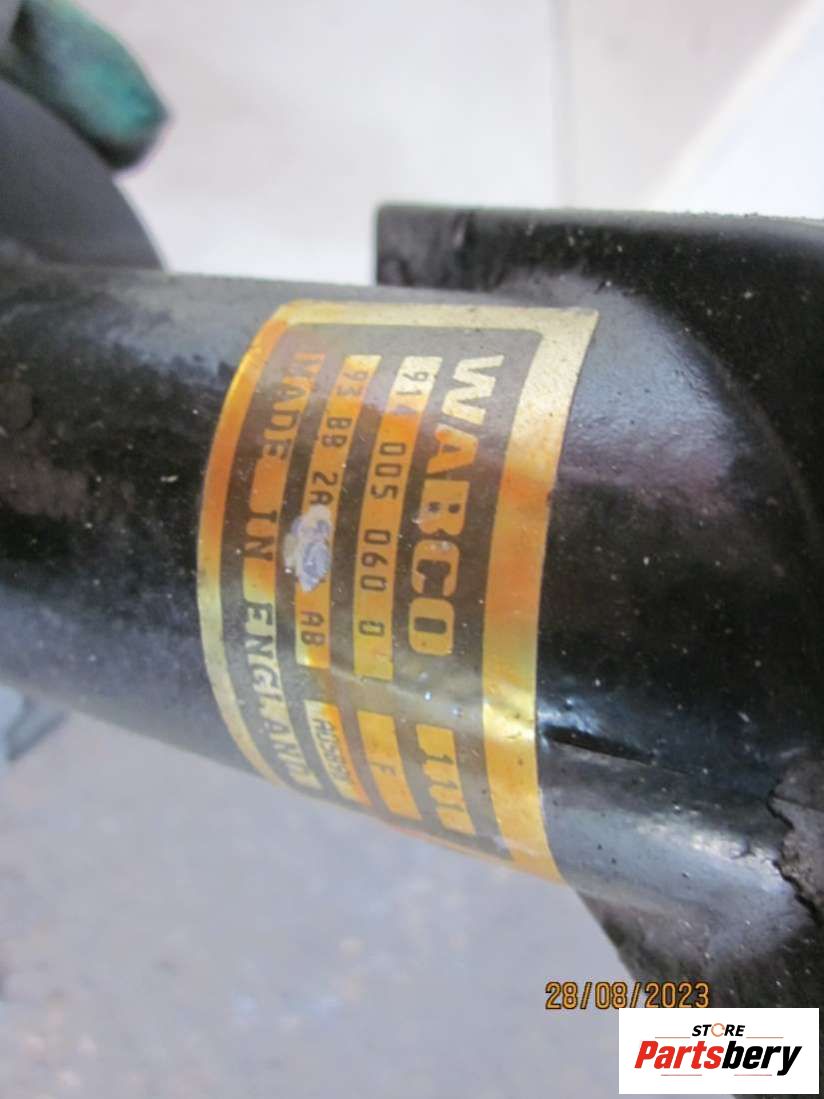 WABCO
914 005 060 0
F
93 BB 2A AB
MADE IN ENGLAND
28/08/2023
STORE
Partsbery